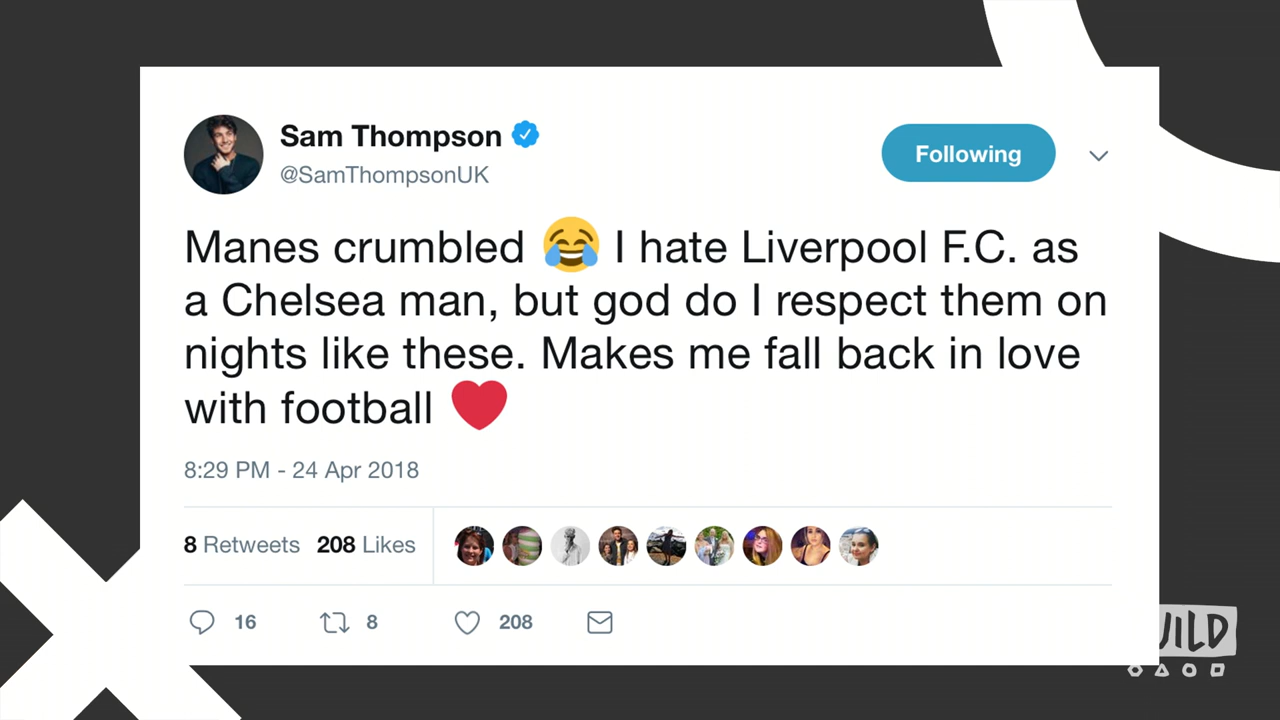 Sam Thompson
@SamThompsonUK
Following
Manes crumbled 😂 I hate Liverpool F.C. as
a Chelsea man, but god do I respect them on
nights like these. Makes me fall back in love
with football ❤️
8:29 PM - 24 Apr 2018
8 Retweets 208 Likes
16 8 208
UILD